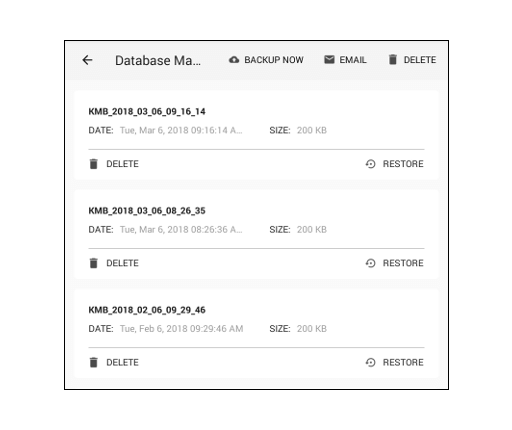 Database Ma... BACKUP NOW EMAIL DELETE
KMB_2018_03_06_09_16_14
DATE: Tue, Mar 6, 2018 09:16:14 A... SIZE: 200 KB
DELETE RESTORE
KMB_2018_03_06_08_26_35
DATE: Tue, Mar 6, 2018 08:26:36 A... SIZE: 200 KB
DELETE RESTORE
KMB_2018_02_06_09_29_46
DATE: Tue, Feb 6, 2018 09:29:46 AM SIZE: 200 KB
DELETE RESTORE